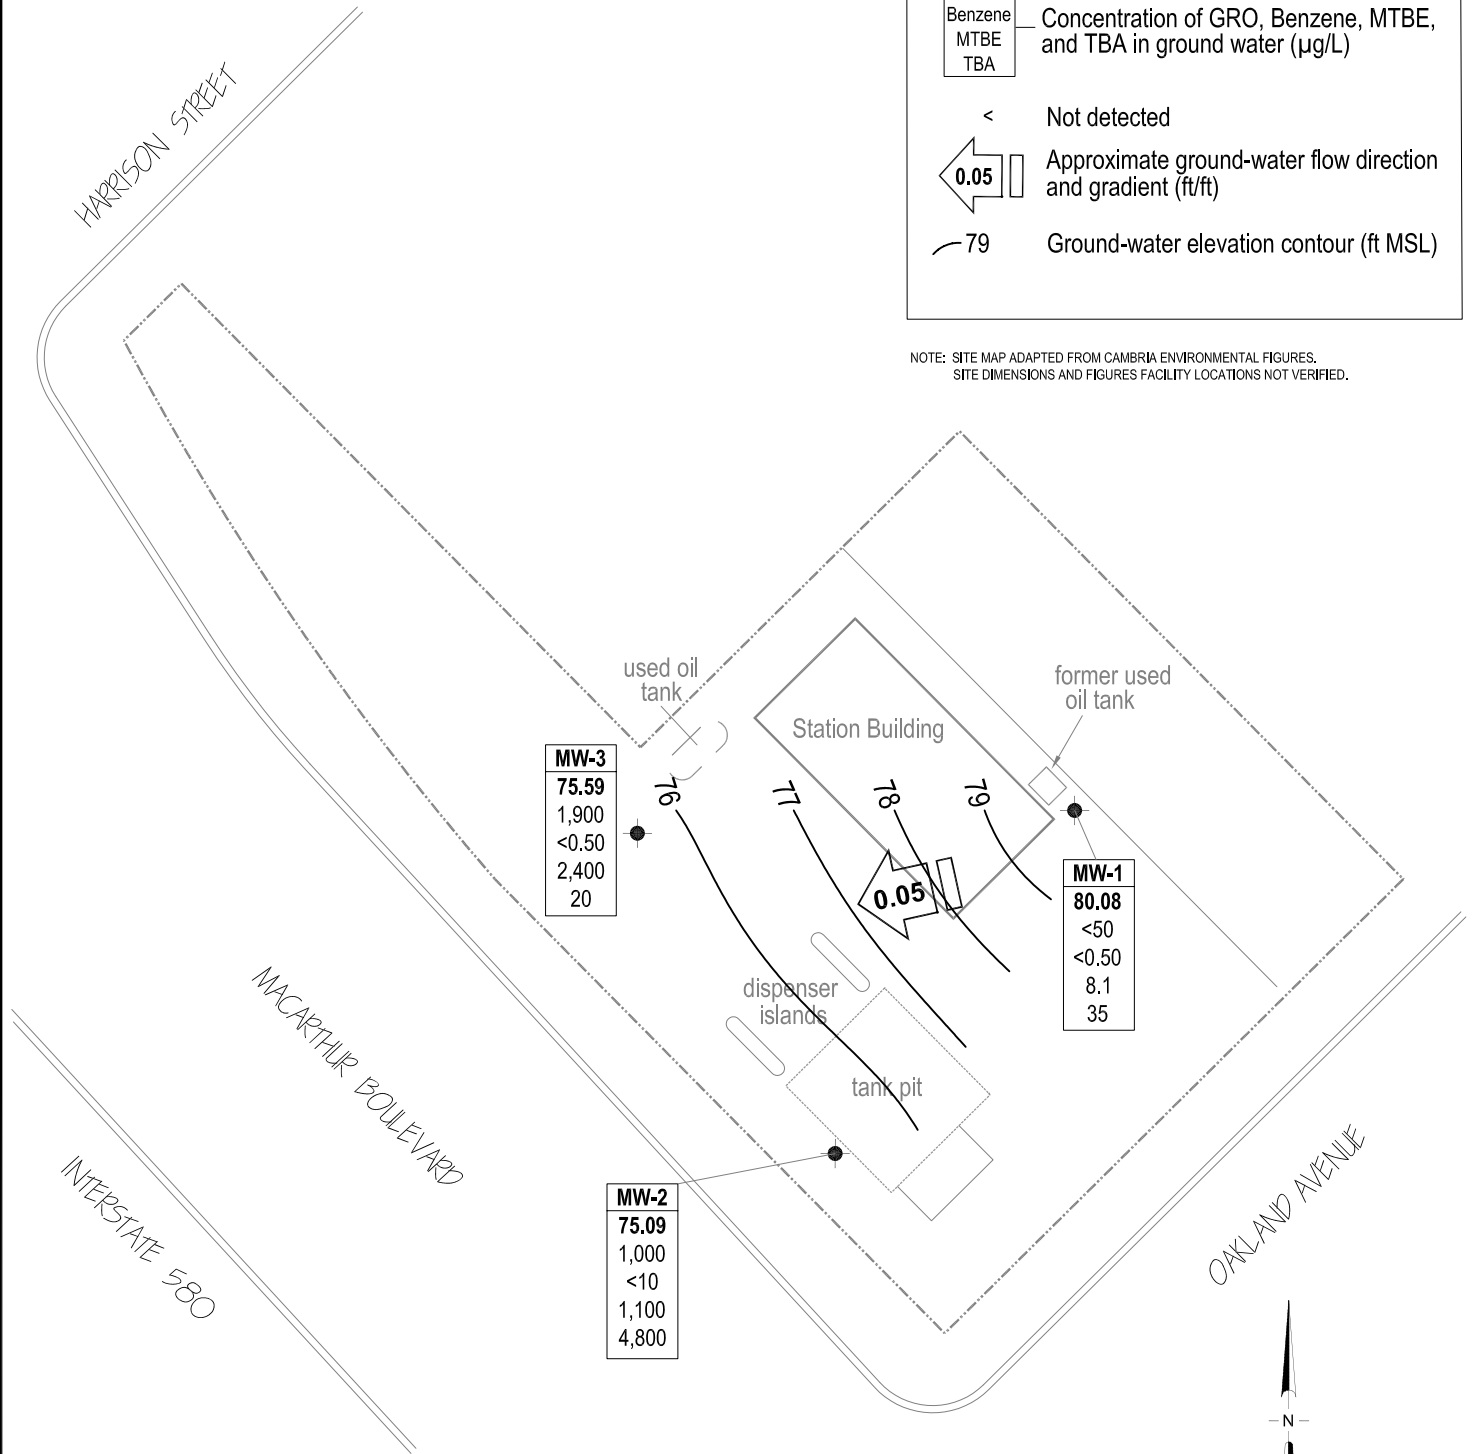 Benzene
MTBE
TBA
Concentration of GRO, Benzene, MTBE,
and TBA in ground water (µg/L)
<
Not detected
0.05
Approximate ground-water flow direction
and gradient (ft/ft)
79
Ground-water elevation contour (ft MSL)
NOTE: SITE MAP ADAPTED FROM CAMBRIA ENVIRONMENTAL FIGURES.
SITE DIMENSIONS AND FIGURES FACILITY LOCATIONS NOT VERIFIED.
HARRISON STREET
used oil
tank
Station Building
former used
oil tank
MW-3
75.59
1,900
<0.50
2,400
20
76
77
78
79
0.05
MW-1
80.08
<50
<0.50
8.1
35
dispenser
islands
tank pit
MW-2
75.09
1,000
<10
1,100
4,800
MACARTHUR BOULEVARD
INTERSTATE 580
OAKLAND AVENUE
N